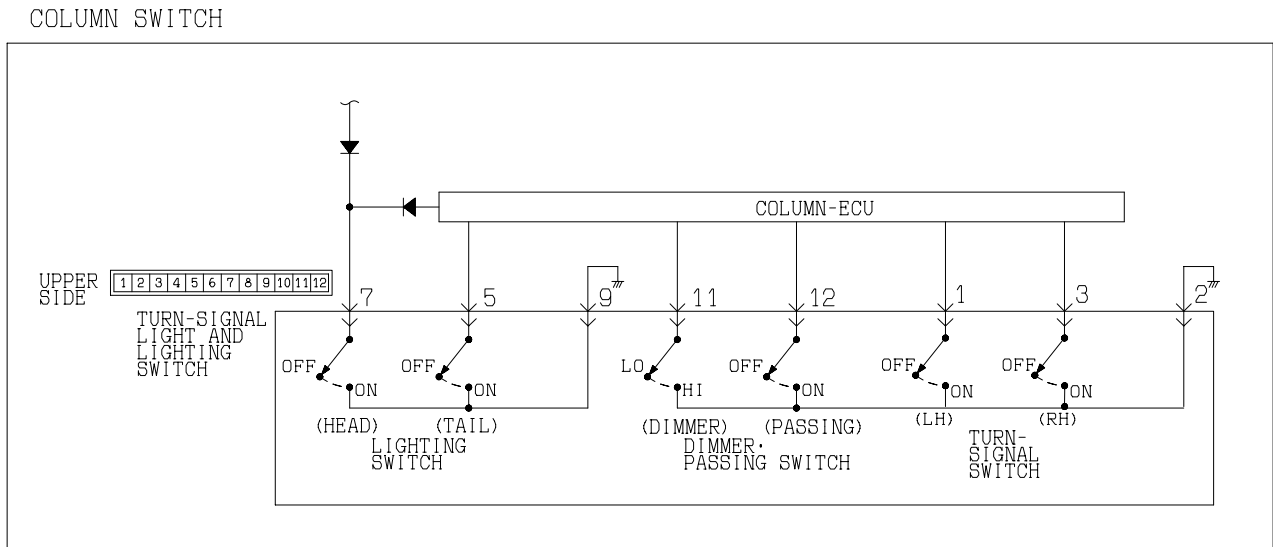 COLUMN SWITCH
COLUMN-ECU
UPPER
SIDE
1 2 3 4 5 6 7 8 9 10 11 12
7 5 9 11 12 1 3 2
TURN-SIGNAL
LIGHT AND
LIGHTING
SWITCH
OFF OFF LO OFF OFF OFF
ON ON HI ON ON ON
(HEAD) (TAIL) (DIMMER) (PASSING) (LH) (RH)
LIGHTING
SWITCH
DIMMER·
PASSING SWITCH
TURN-
SIGNAL
SWITCH